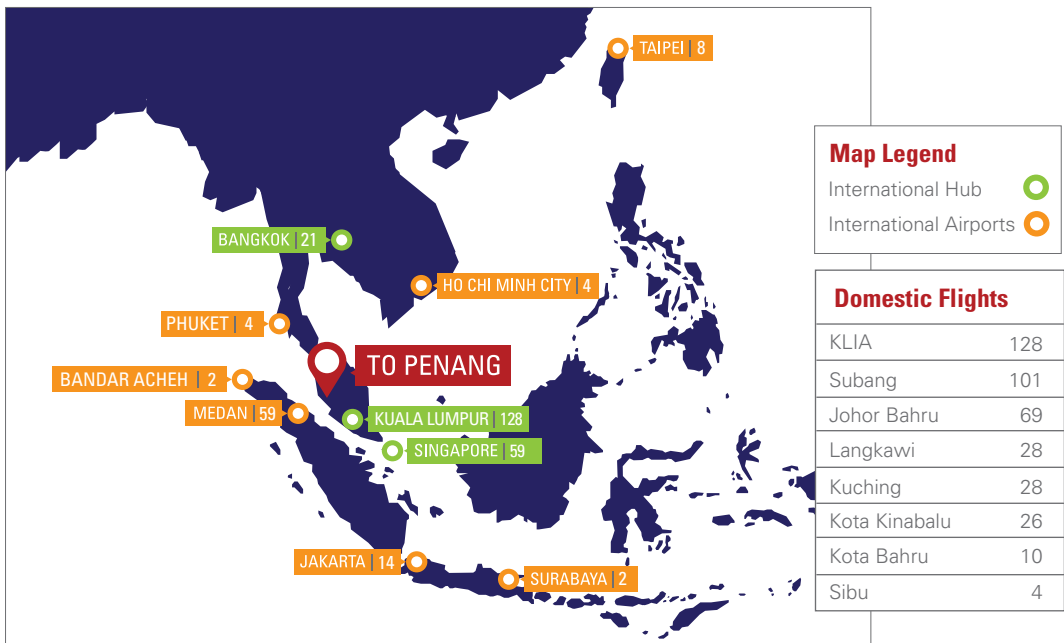 TAIPEI | 8
Map Legend
International Hub
International Airports
BANGKOK | 21
HO CHI MINH CITY | 4
PHUKET | 4
TO PENANG
BANDAR ACHEH | 2
MEDAN | 59
KUALA LUMPUR | 128
SINGAPORE | 59
JAKARTA | 14
SURABAYA | 2
Domestic Flights
KLIA 128
Subang 101
Johor Bahru 69
Langkawi 28
Kuching 28
Kota Kinabalu 26
Kota Bahru 10
Sibu 4